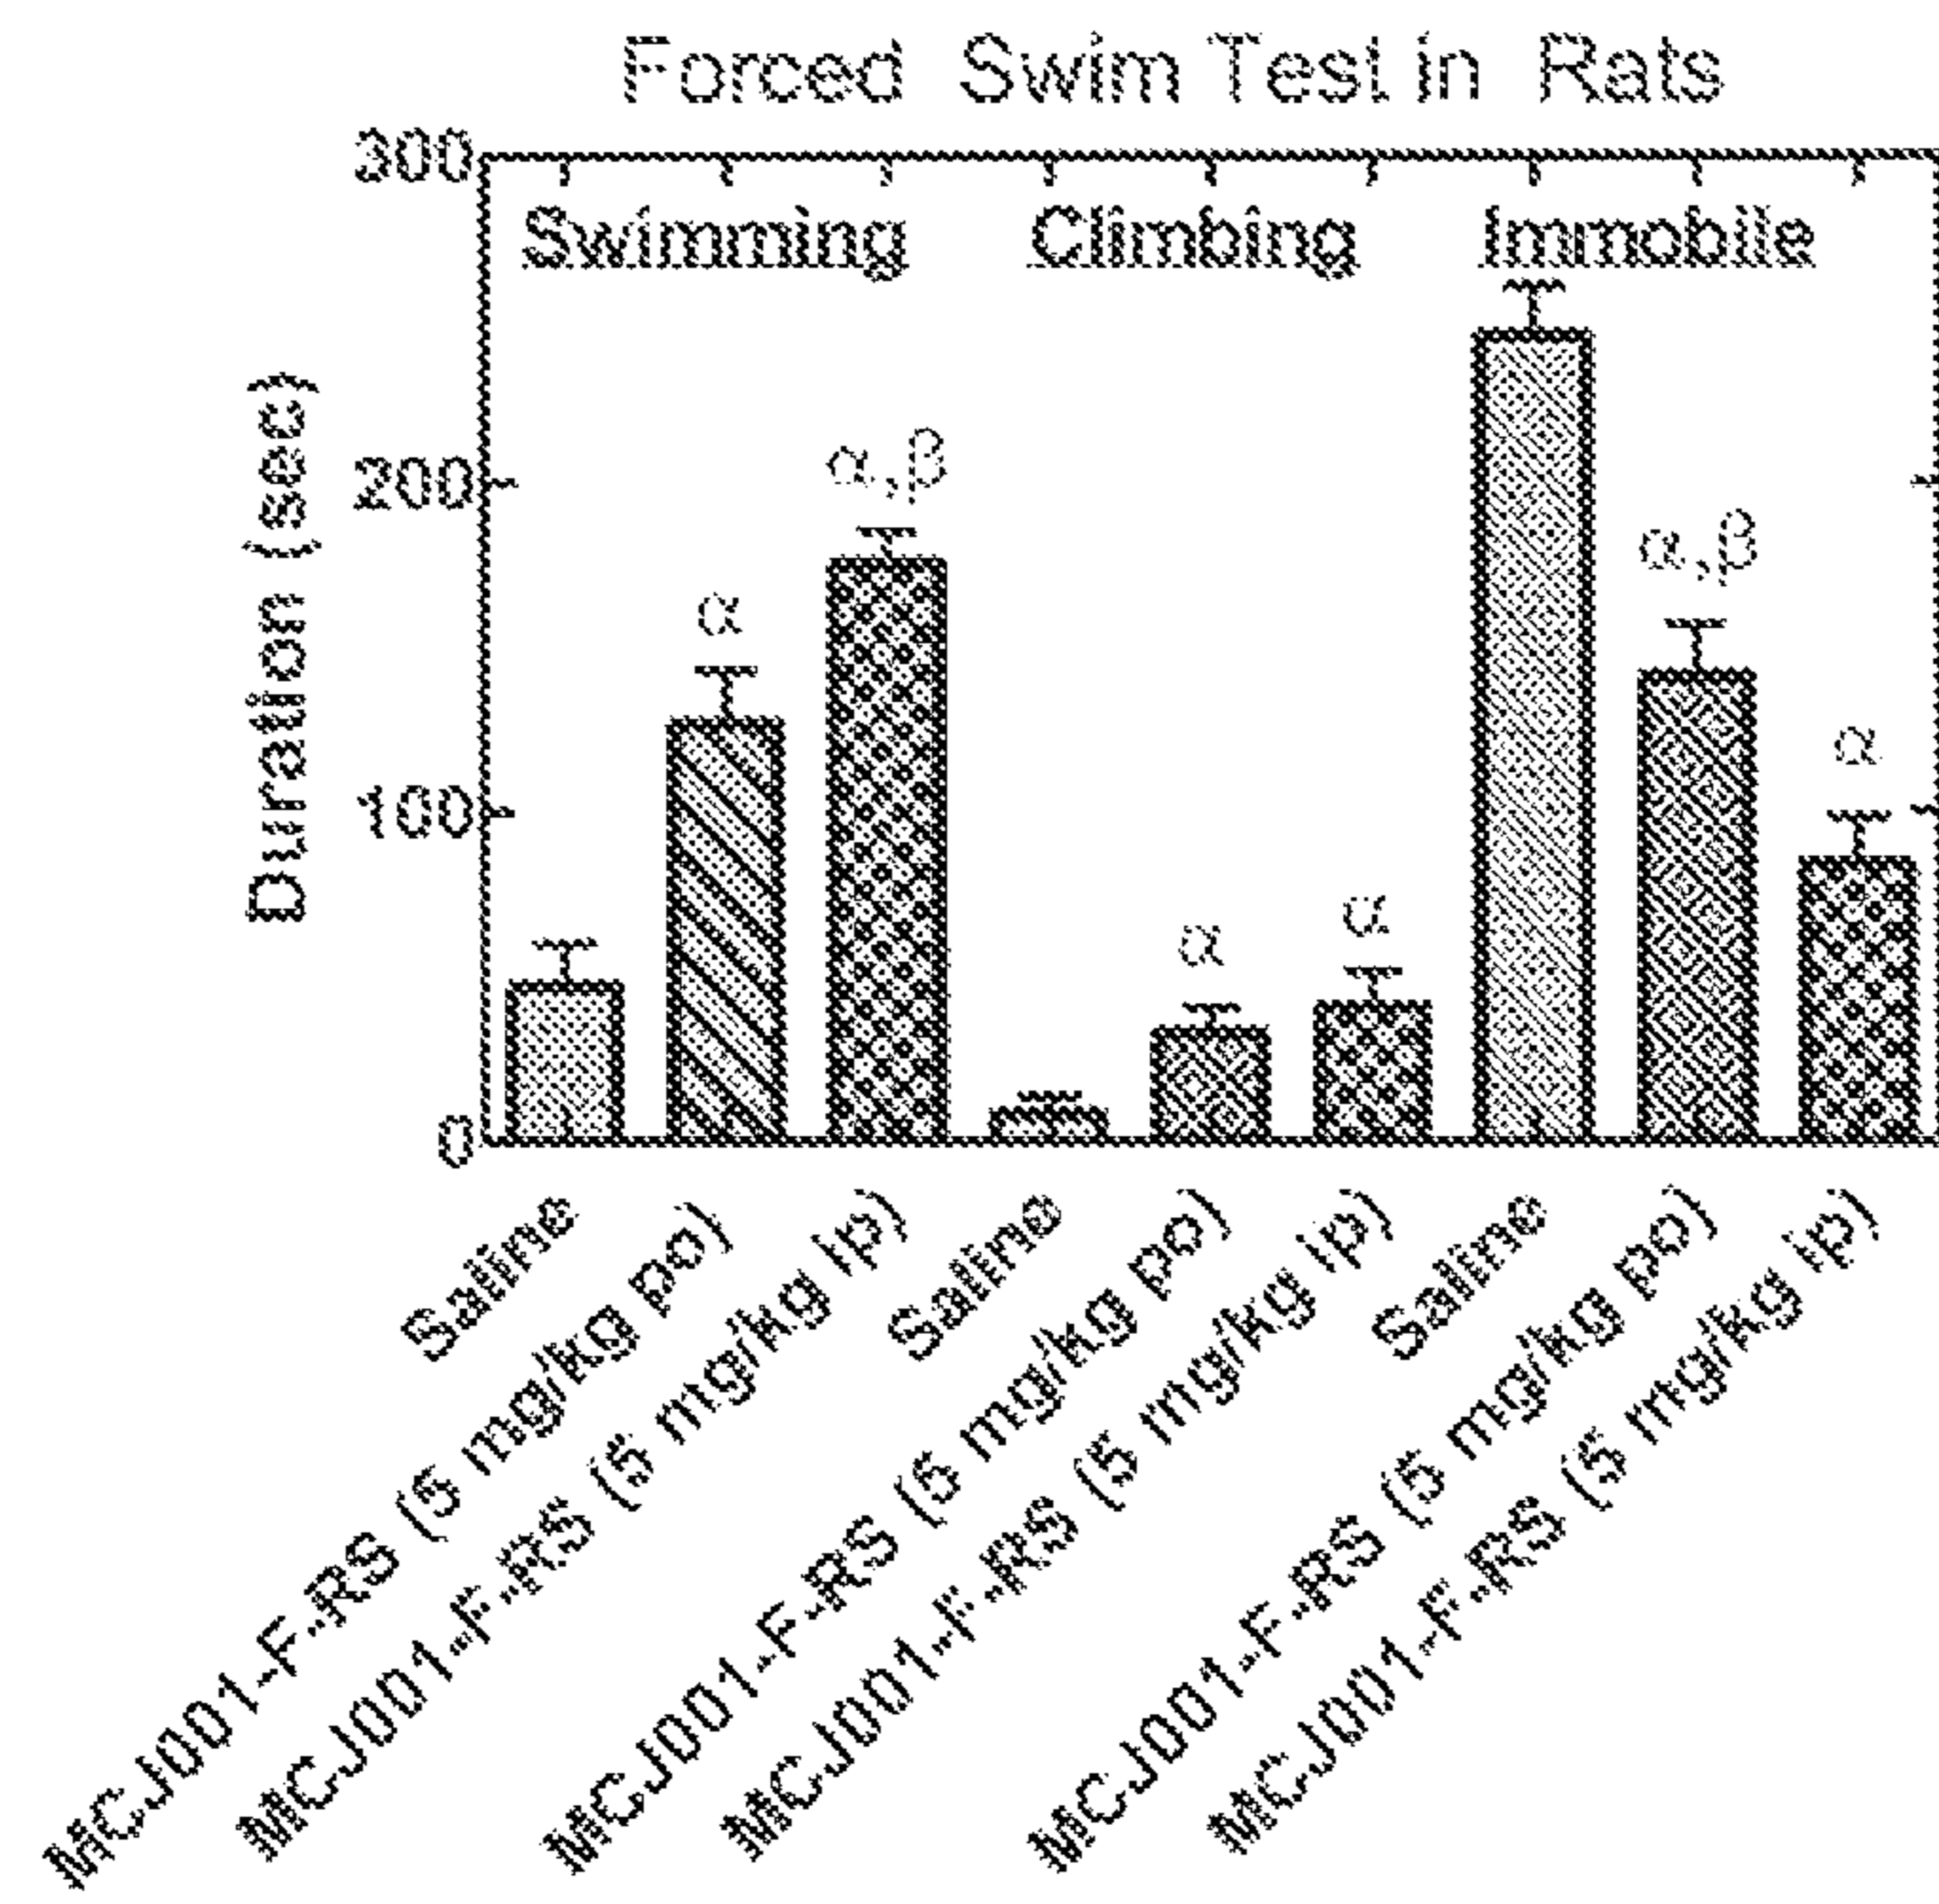 Forced Swim Test in Rats
300
Swimming Climbing Immobile
α,β
200
α,β
α
α
Duration (sec)
100
α
α
0
Saline
MCJ001-F-RS (5 mg/kg po)
MCJ001-F-RS (5 mg/kg ip)
Saline
MCJ001-F-RS (5 mg/kg po)
MCJ001-F-RS (5 mg/kg ip)
Saline
MCJ001-F-RS (5 mg/kg po)
MCJ001-F-RS (5 mg/kg ip)